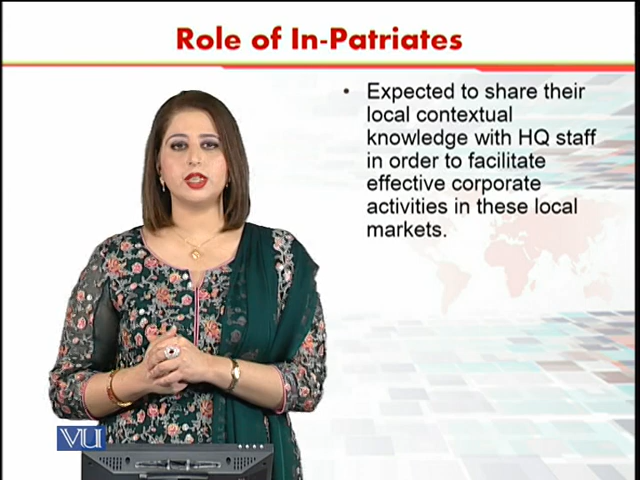 Role of In-Patriates
• Expected to share their
local contextual
knowledge with HQ staff
in order to facilitate
effective corporate
activities in these local
markets.
VU